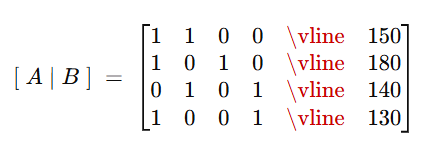 [ A | B ] = [ 1 1 0 0 \vline 150 ]
1 0 1 0 \vline 180
0 1 0 1 \vline 140
1 0 0 1 \vline 130